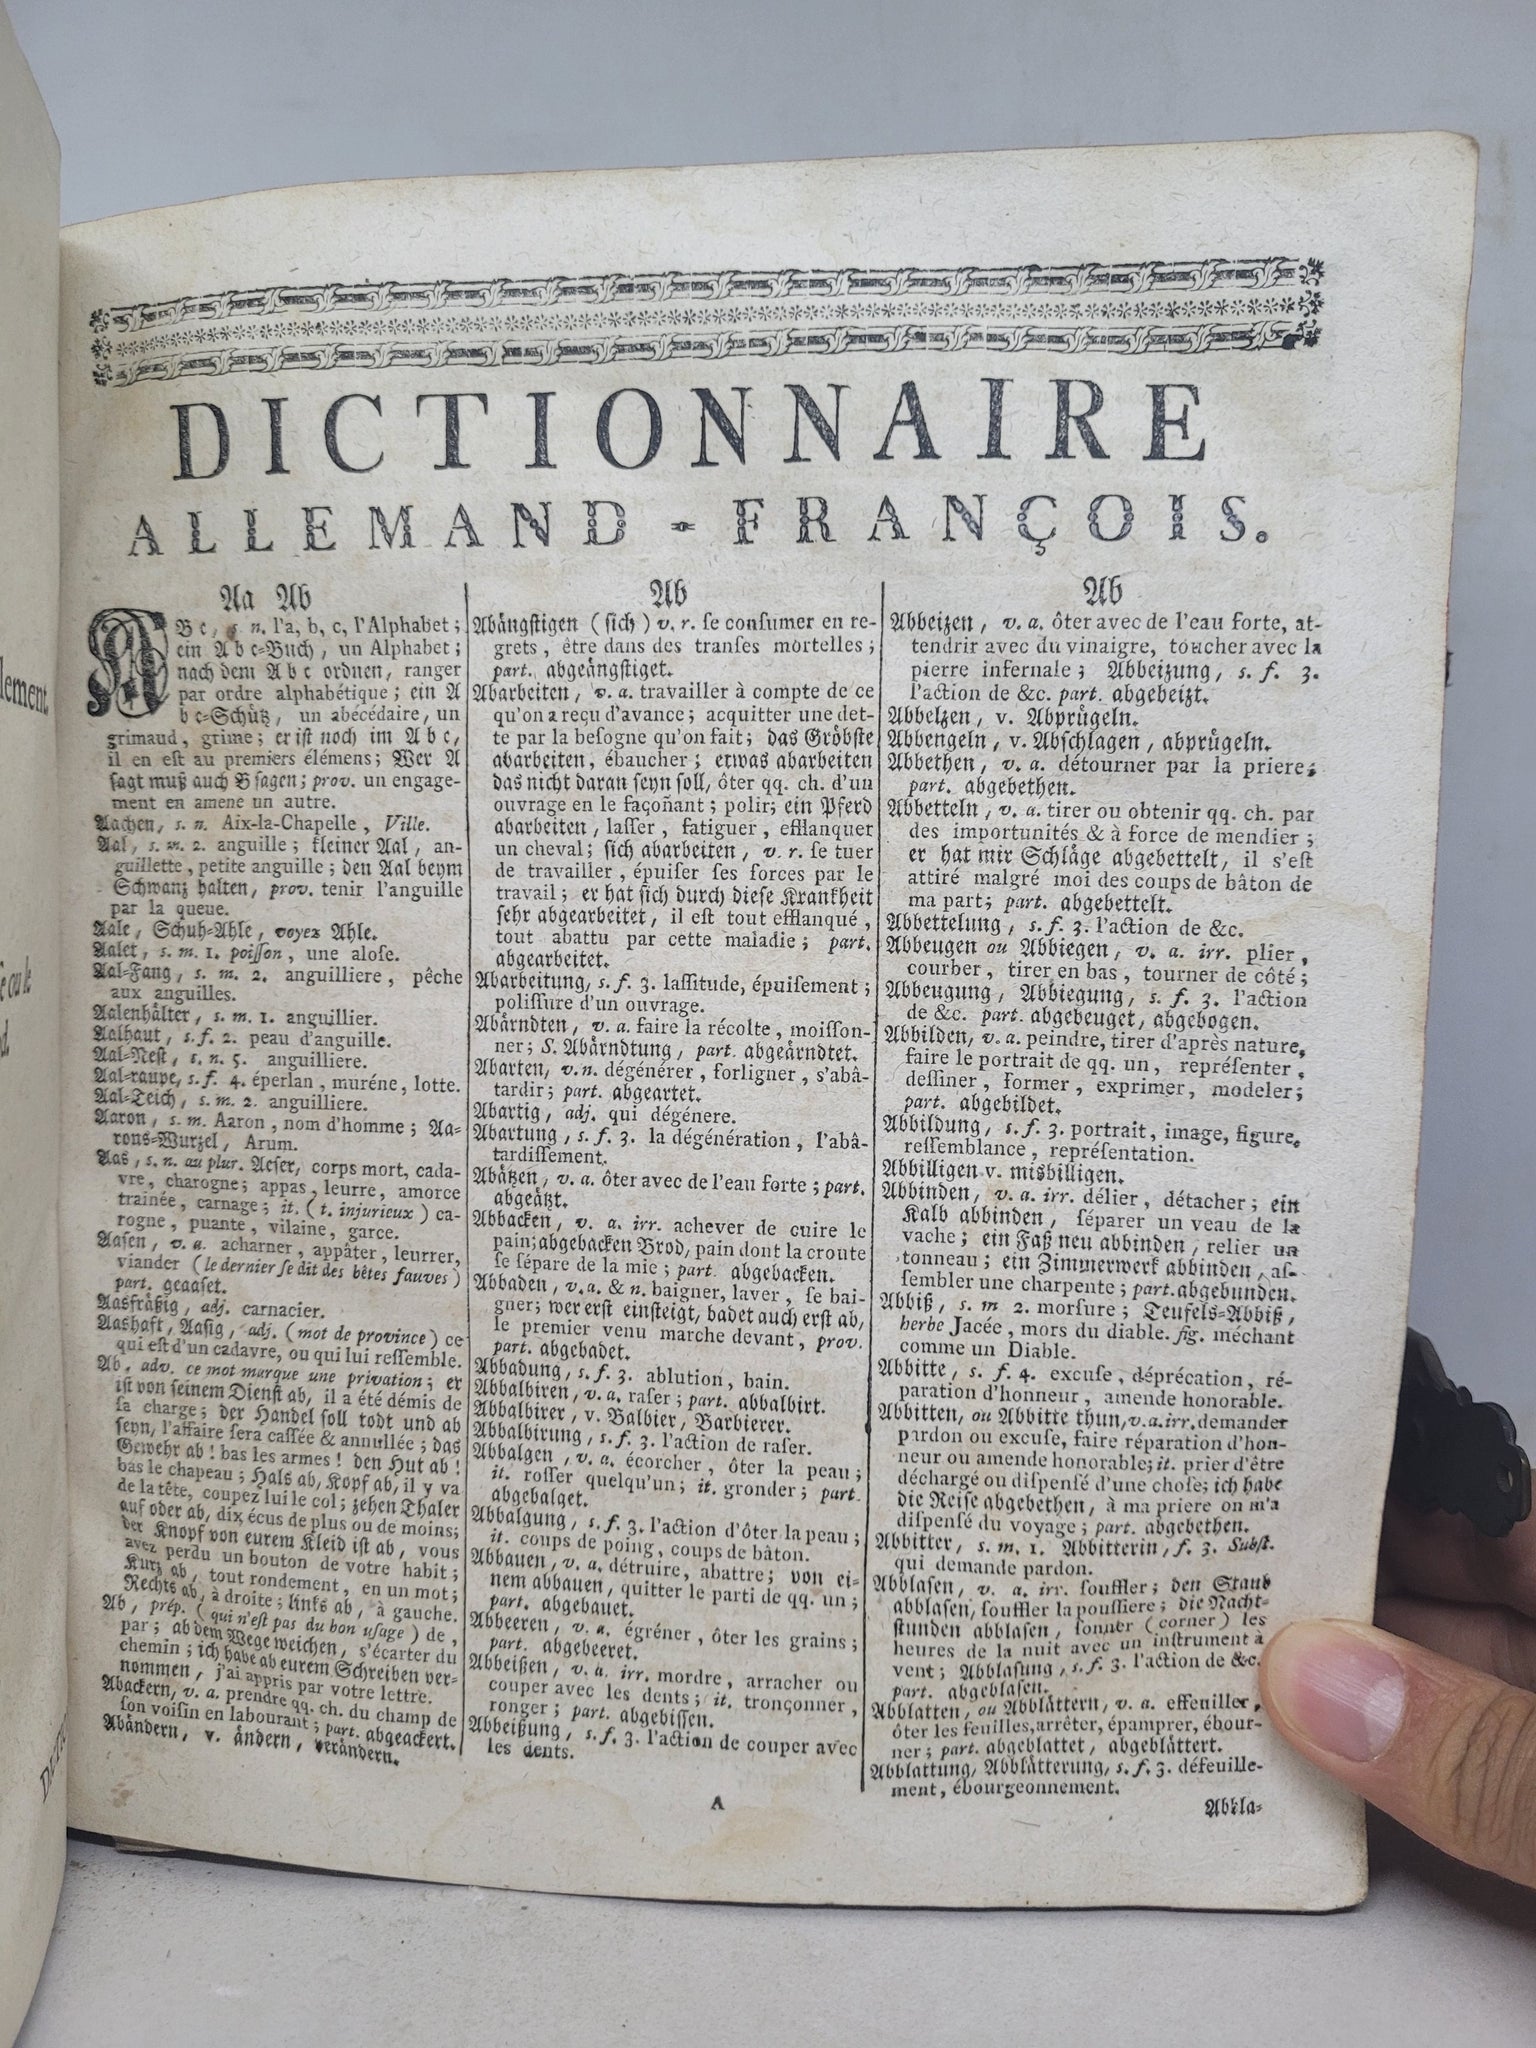 lement.
DICTIONNAIRE
ALLEMAND - FRANÇOIS.
Aa Ab
ABc, s. n. l'a, b, c, l'Alphabet;
ein Abc=Buch, un Alphabet;
nach dem Abc ordnen, ranger
par ordre alphabétique; ein A
bc=Schütz, un abécédaire, un
grimaud, grime; er ist noch im Abc,
il en est au premiers élémens; Wer A
sagt muß auch B sagen; prov. un engage-
ment en amene un autre.
Aachen, s. n. Aix-la-Chapelle, Ville.
Aal, s. m. 2. anguille; kleiner Aal, an-
guillette, petite anguille; den Aal beym
Schwanz halten, prov. tenir l'anguille
par la queue.
Aale, Schuh=Ahle, voyez Ahle.
Aalet, s. m. 1. poiſſon, une aloſe.
Aal=Fang, s. m. 2. anguilliere, pêche
aux anguilles.
Aalenhälter, s. m. 1. anguillier.
Aalhaut, s. f. 2. peau d'anguille.
Aal=Nest, s. n. 5. anguilliere.
Aal=raupe, s. f. 4. éperlan, muréne, lotte.
Aal=Teich, s. m. 2. anguilliere.
Aaron, s. m. Aaron, nom d'homme; Aa=
rons=Wurzel, Arum.
Aas, s. n. au plur. Aeser, corps mort, cada-
vre, charogne; appas, leurre, amorce
trainée, carnage; it. (t. injurieux) ca-
rogne, puante, vilaine, garce.
Aasen, v. a. acharner, appâter, leurrer,
viander (le dernier ſe dit des bêtes fauves)
part. geaaset.
Aasfräßig, adj. carnacier.
Aashaft, Aasig, adj. (mot de province) ce
qui est d'un cadavre, ou qui lui reſſemble.
Ab, adv. ce mot marque une privation; er
ist von seinem Dienst ab, il a été démis de
ſa charge; der Handel soll todt und ab
seyn, l'affaire ſera caſſée & annullée; das
Gewehr ab! bas les armes! den Hut ab!
bas le chapeau; Hals ab, Kopf ab, il y va
de la tête, coupez lui le col; zehen Thaler
auf oder ab, dix écus de plus ou de moins;
der Knopf von eurem Kleid ist ab, vous
avez perdu un bouton de votre habit;
Kurz ab, tout rondement, en un mot;
Rechts ab, à droite; links ab, à gauche.
Ab, prép. (qui n'est pas du bon uſage) de,
par; ab dem Wege weichen, s'écarter du
chemin; ich habe ab eurem Schreiben ver=
nommen, j'ai appris par votre lettre.
Abackern, v. a. prendre qq. ch. du champ de
ſon voiſin en labourant; part. abgeackert.
Abändern, v. ändern, verändern.
Ab
Abängstigen (sich) v. r. ſe conſumer en re-
grets, être dans des tranſes mortelles;
part. abgeängstiget.
Abarbeiten, v. a. travailler à compte de ce
qu'on a reçu d'avance; acquitter une det-
te par la beſogne qu'on fait; das Gröbste
abarbeiten, ébaucher; etwas abarbeiten
das nicht daran seyn soll, ôter qq. ch. d'un
ouvrage en le façoñant; polir; ein Pferd
abarbeiten, laſſer, fatiguer, efflanquer
un cheval; sich abarbeiten, v. r. ſe tuer
de travailler, épuiſer ſes forces par le
travail; er hat sich durch diese Krankheit
sehr abgearbeitet, il est tout efflanqué,
tout abattu par cette maladie; part.
abgearbeitet.
Abarbeitung, s. f. 3. laſſitude, épuiſement;
poliſſure d'un ouvrage.
Abärndten, v. a. faire la récolte, moiſſon-
ner; S. Abärndtung, part. abgeärndtet.
Abarten, v. n. dégénérer, forligner, s'abâ-
tardir; part. abgeartet.
Abartig, adj. qui dégénere.
Abartung, s. f. 3. la dégénération, l'abâ-
tardiſſement.
Abätzen, v. a. ôter avec de l'eau forte; part.
abgeätzt.
Abbacken, v. a. irr. achever de cuire le
pain; abgebacken Brod, pain dont la croute
ſe ſépare de la mie; part. abgebacken.
Abbaden, v. a. & n. baigner, laver, ſe bai-
gner; wer erst einsteigt, badet auch erst ab,
le premier venu marche devant, prov.
part. abgebadet.
Abbadung, s. f. 3. ablution, bain.
Abbalbiren, v. a. raſer; part. abbalbirt.
Abbalbirer, v. Balbier, Barbierer.
Abbalbirung, s. f. 3. l'action de raſer.
Abbalgen, v. a. écorcher, ôter la peau;
it. roſſer quelqu'un; it. gronder; part.
abgebalget.
Abbalgung, s. f. 3. l'action d'ôter la peau;
it. coups de poing, coups de bâton.
Abbauen, v. a. détruire, abattre; von ei=
nem abbauen, quitter le parti de qq. un;
part. abgebauet.
Abbeeren, v. a. égréner, ôter les grains;
part. abgebeeret.
Abbeißen, v. a. irr. mordre, arracher ou
couper avec les dents; it. tronçonner,
ronger; part. abgebissen.
Abbeißung, s. f. 3. l'action de couper avec
les dents.
Ab
Abbeizen, v. a. ôter avec de l'eau forte, at-
tendrir avec du vinaigre, toucher avec la
pierre infernale; Abbeizung, s. f. 3.
l'action de &c. part. abgebeizt.
Abbelzen, v. Abprügeln.
Abbengeln, v. Abschlagen, abprügeln.
Abbethen, v. a. détourner par la priere;
part. abgebethen.
Abbetteln, v. a. tirer ou obtenir qq. ch. par
des importunités & à force de mendier;
er hat mir Schläge abgebettelt, il s'est
attiré malgré moi des coups de bâton de
ma part; part. abgebettelt.
Abbettelung, s. f. 3. l'action de &c.
Abbeugen ou Abbiegen, v. a. irr. plier,
courber, tirer en bas, tourner de côté;
Abbeugung, Abbiegung, s. f. 3. l'action
de &c. part. abgebeuget, abgebogen.
Abbilden, v. a. peindre, tirer d'après nature,
faire le portrait de qq. un, repréſenter,
deſſiner, former, exprimer, modeler;
part. abgebildet.
Abbildung, s. f. 3. portrait, image, figure,
reſſemblance, repréſentation.
Abbilligen v. misbilligen.
Abbinden, v. a. irr. délier, détacher; ein
Kalb abbinden, ſéparer un veau de la
vache; ein Faß neu abbinden, relier un
tonneau; ein Zimmerwerk abbinden, aſ-
ſembler une charpente; part. abgebunden.
Abbiß, s. m 2. morſure; Teufels=Abbiß,
herbe Jacée, mors du diable. fig. méchant
comme un Diable.
Abbitte, s. f. 4. excuſe, déprécation, ré-
paration d'honneur, amende honorable.
Abbitten, ou Abbitte thun, v. a. irr. demander
pardon ou excuſe, faire réparation d'hon-
neur ou amende honorable; it. prier d'être
déchargé ou diſpenſé d'une choſe; ich habe
die Reise abgebethen, à ma priere on m'a
diſpenſé du voyage; part. abgebethen.
Abbitter, s. m. 1. Abbitterin, f. 3. Subst.
qui demande pardon.
Abblasen, v. a. irr. ſouffler; den Staub
abblasen, ſouffler la pouſſiere; die Nacht=
stunden abblasen, ſonner (corner) les
heures de la nuit avec un instrument à
vent; Abblasung, s. f. 3. l'action de &c.
part. abgeblasen.
Abblatten, ou Abblättern, v. a. effeuiller,
ôter les feuilles, arrêter, épamprer, ébour-
ner; part. abgeblattet, abgeblättert.
Abblattung, Abblätterung, s. f. 3. défeuille-
ment, ébourgeonnement.
A
Abbla=